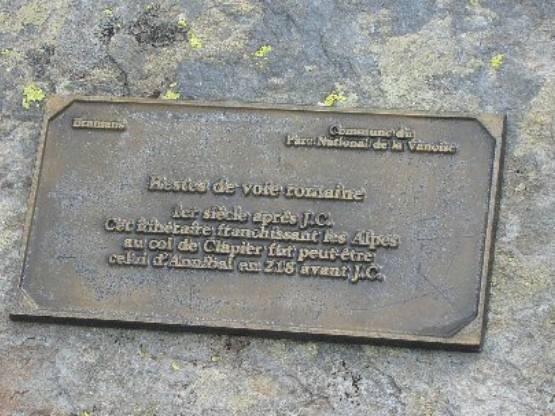 Bramans
Commune du
Parc National de la Vanoise
Restes de voie romaine
1er siècle après J.C.
Cet itinéraire franchissant les Alpes
au col de Clapier fut peut-être
celui d'Annibal en 218 avant J.C.